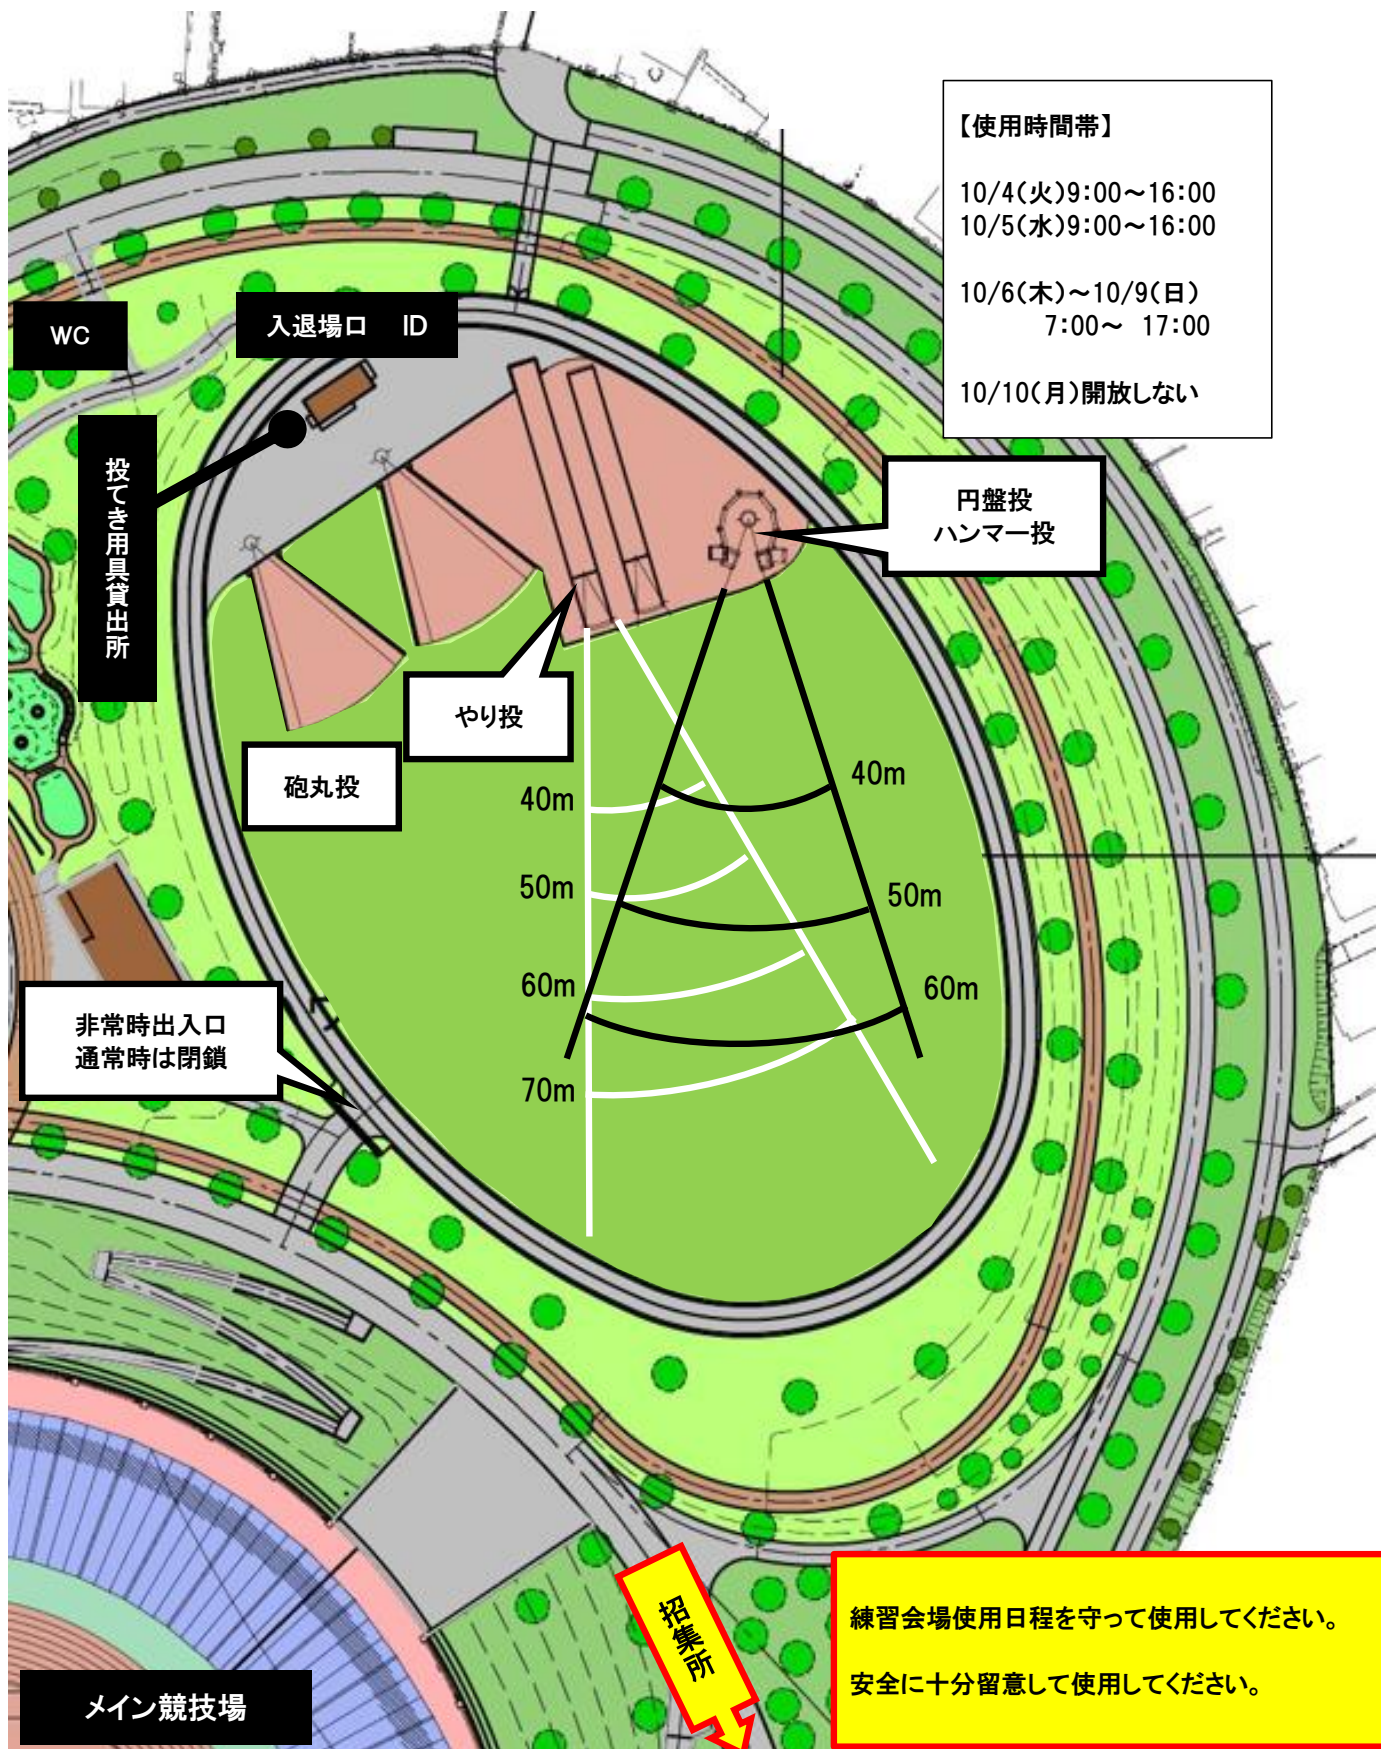 【使用時間帯】
10/4(火)9:00～16:00
10/5(水)9:00～16:00
10/6(木)～10/9(日)
7:00～ 17:00
10/10(月)開放しない
WC
入退場口 ID
投てき用具貸出所
円盤投
ハンマー投
やり投
砲丸投
40m
50m
60m
70m
40m
50m
60m
非常時出入口
通常時は閉鎖
招集所
メイン競技場
練習会場使用日程を守って使用してください。
安全に十分留意して使用してください。